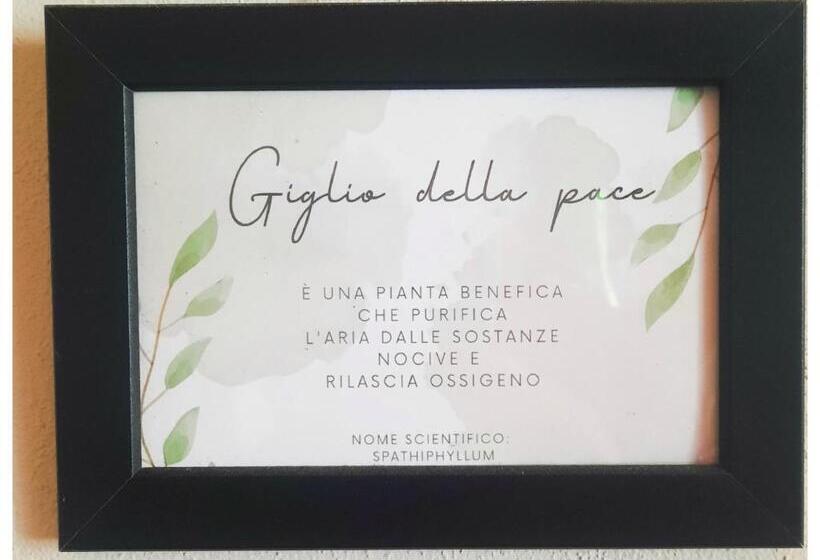 Giglio della pace
È UNA PIANTA BENEFICA
CHE PURIFICA
L'ARIA DALLE SOSTANZE
NOCIVE E
RILASCIA OSSIGENO
NOME SCIENTIFICO:
SPATHIPHYLLUM